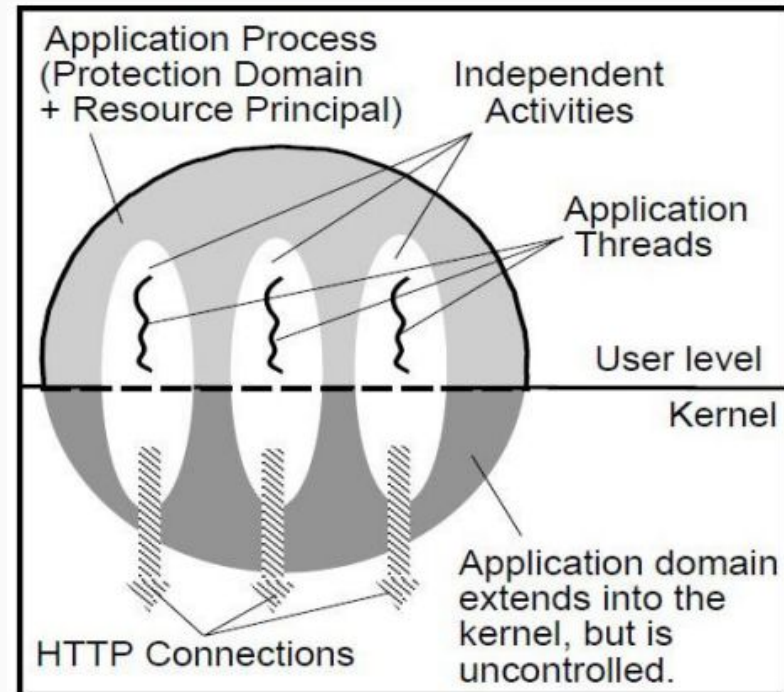 Application Process
(Protection Domain
+ Resource Principal)
Independent
Activities
Application
Threads
User level
Kernel
Application domain
extends into the
kernel, but is
uncontrolled.
HTTP Connections